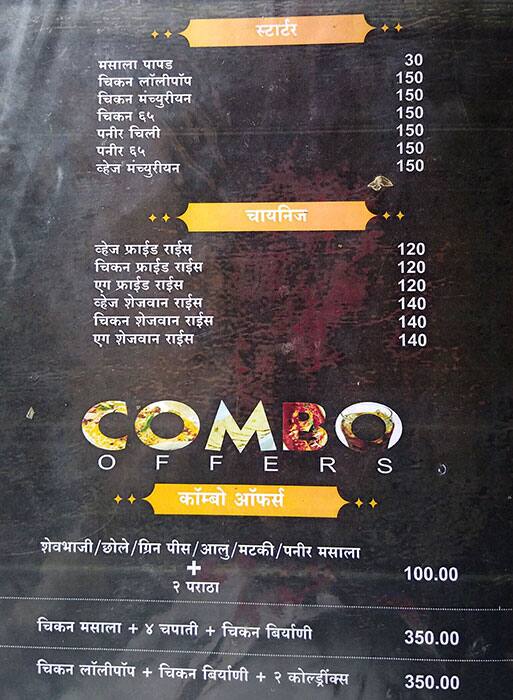 स्टार्टर
मसाला पापड 30
चिकन लॉलीपॉप 150
चिकन मंच्युरीयन 150
चिकन ६५ 150
पनीर चिली 150
पनीर ६५ 150
व्हेज मंच्युरीयन 150
चायनिज
व्हेज फ्राईड राईस 120
चिकन फ्राईड राईस 120
एग फ्राईड राईस 120
व्हेज शेजवान राईस 140
चिकन शेजवान राईस 140
एग शेजवान राईस 140
COMBO
OFFERS
कॉम्बो ऑफर्स
शेवभाजी/छोले/ग्रिन पीस/आलु/मटकी/पनीर मसाला
+ 100.00
२ पराठा
चिकन मसाला + ४ चपाती + चिकन बिर्याणी 350.00
चिकन लॉलीपॉप + चिकन बिर्याणी + २ कोल्ड्रींक्स 350.00